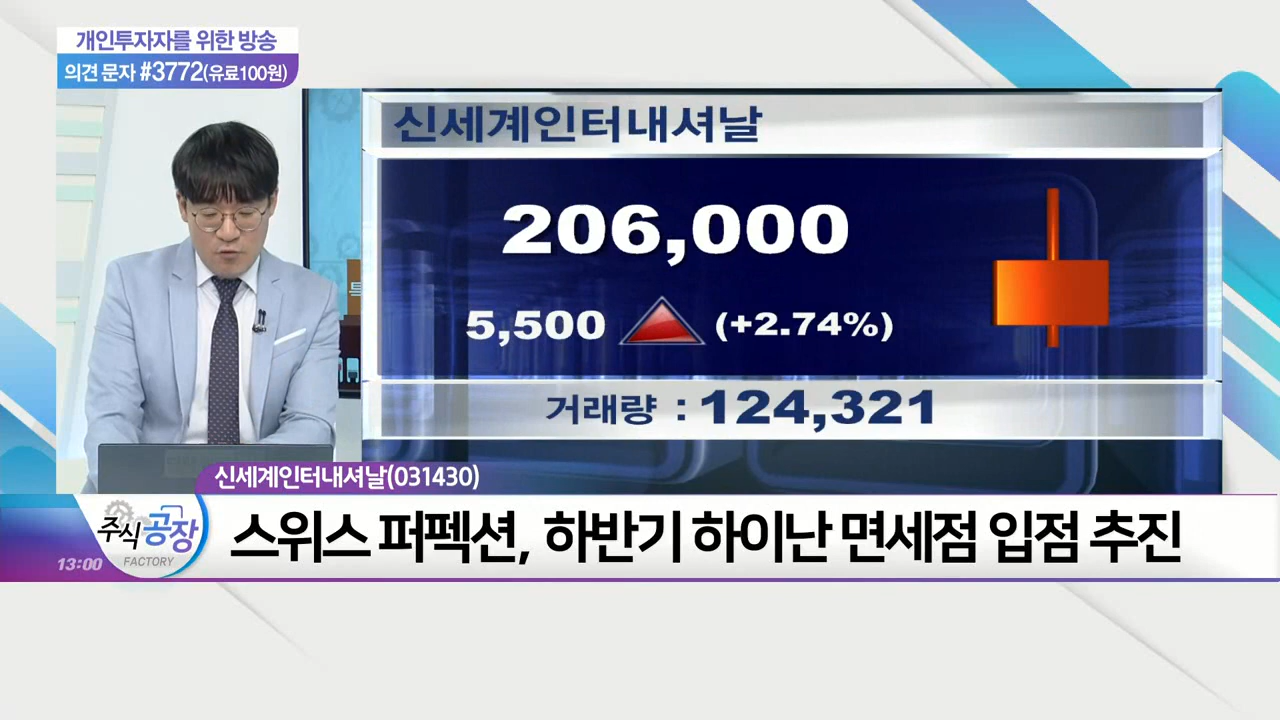 개인투자자를 위한 방송
의견 문자 #3772(유료100원)
신세계인터내셔날
206,000
5,500 ▲ (+2.74%)
거래량 : 124,321
신세계인터내셔날(031430)
주식공장
FACTORY
13:00
스위스 퍼펙션, 하반기 하이난 면세점 입점 추진